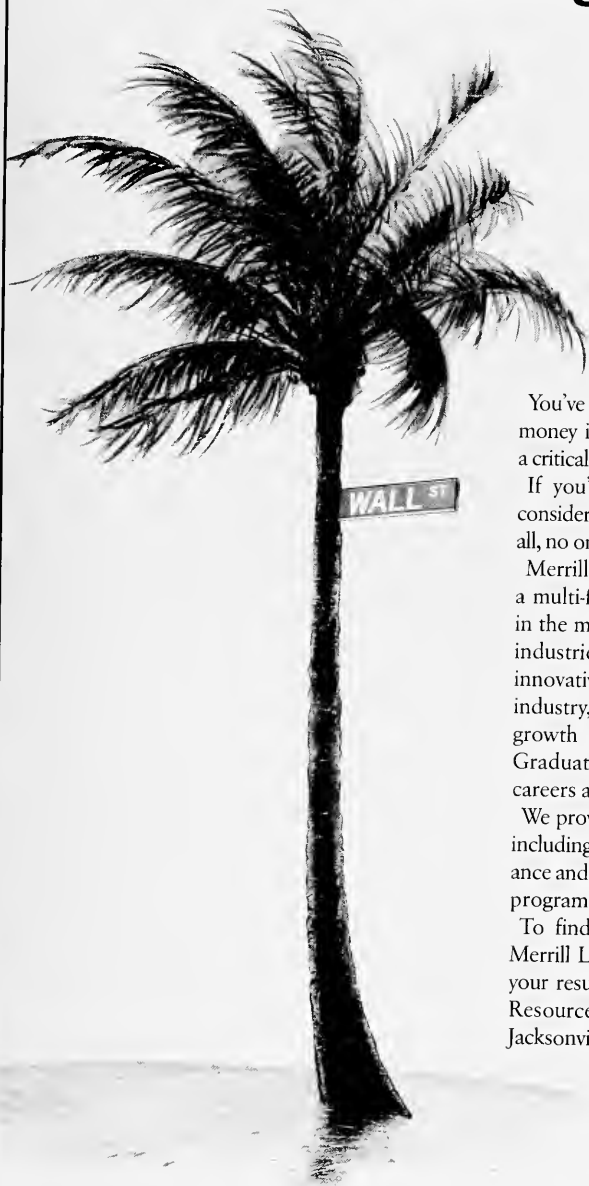 WALL ST
You've
money i
a critical
If you'
consider
all, no or
Merrill
a multi-f
in the m
industrie
innovativ
industry,
growth
Graduat
careers a
We prov
including
ance and
program
To find
Merrill L
your resu
Resource
Jacksonvi